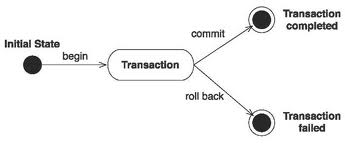 Initial State
begin
Transaction
commit
Transaction
completed
roll back
Transaction
failed